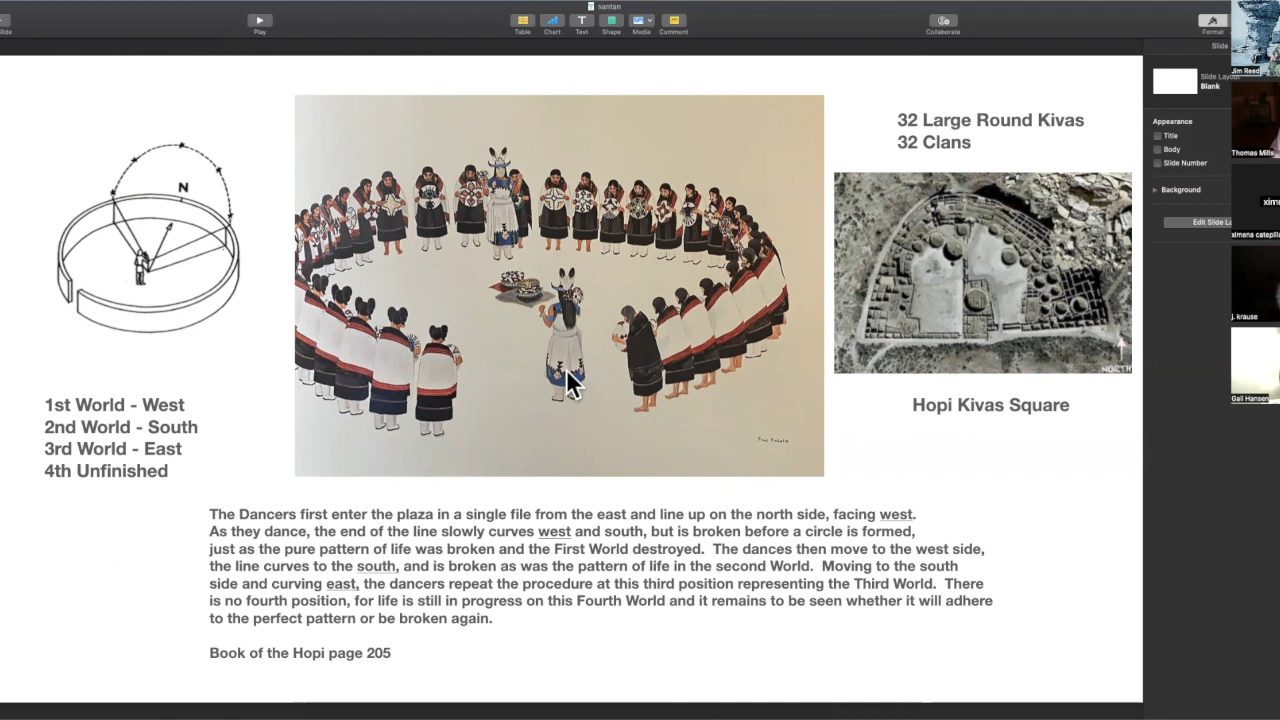 santan
Play
Table
Chart
Text
Shape
Media
Comment
Collaborate
Format
Slide
Blank
Appearance
Title
Body
Slide Number
Background
Edit Slide
Jim Reed
Thomas Mills
j. krause
Gail Hansen
N
32 Large Round Kivas
32 Clans
NORTH
Hopi Kivas Square
1st World - West
2nd World - South
3rd World - East
4th Unfinished
The Dancers first enter the plaza in a single file from the east and line up on the north side, facing west.
As they dance, the end of the line slowly curves west and south, but is broken before a circle is formed,
just as the pure pattern of life was broken and the First World destroyed.  The dances then move to the west side,
the line curves to the south, and is broken as was the pattern of life in the second World.  Moving to the south
side and curving east, the dancers repeat the procedure at this third position representing the Third World.  There
is no fourth position, for life is still in progress on this Fourth World and it remains to be seen whether it will adhere
to the perfect pattern or be broken again.
Book of the Hopi page 205